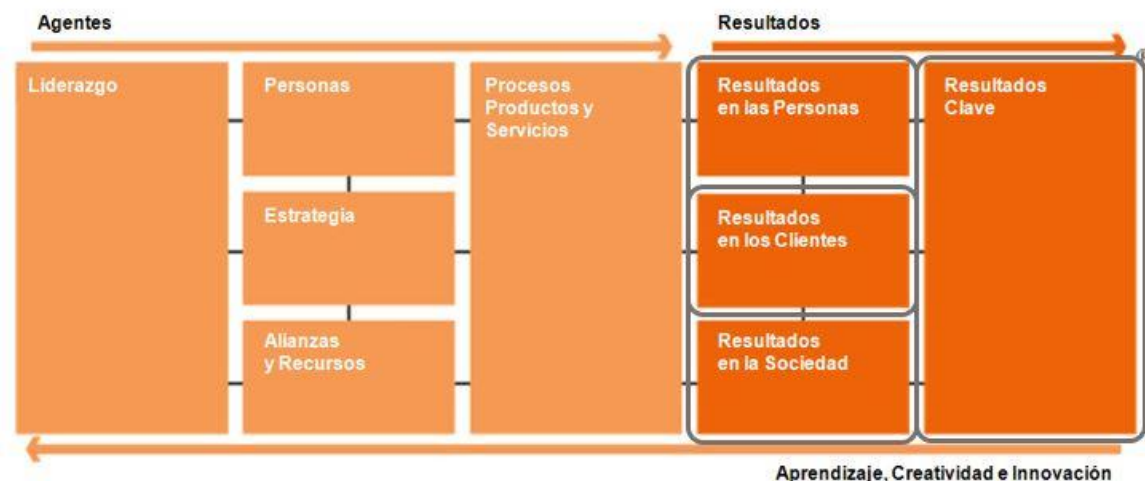 Agentes
Resultados
Liderazgo
Personas
Procesos
Productos y
Servicios
Resultados
en las Personas
Resultados
Clave
Estrategia
Resultados
en los Clientes
Alianzas
y Recursos
Resultados
en la Sociedad
Aprendizaje, Creatividad e Innovación